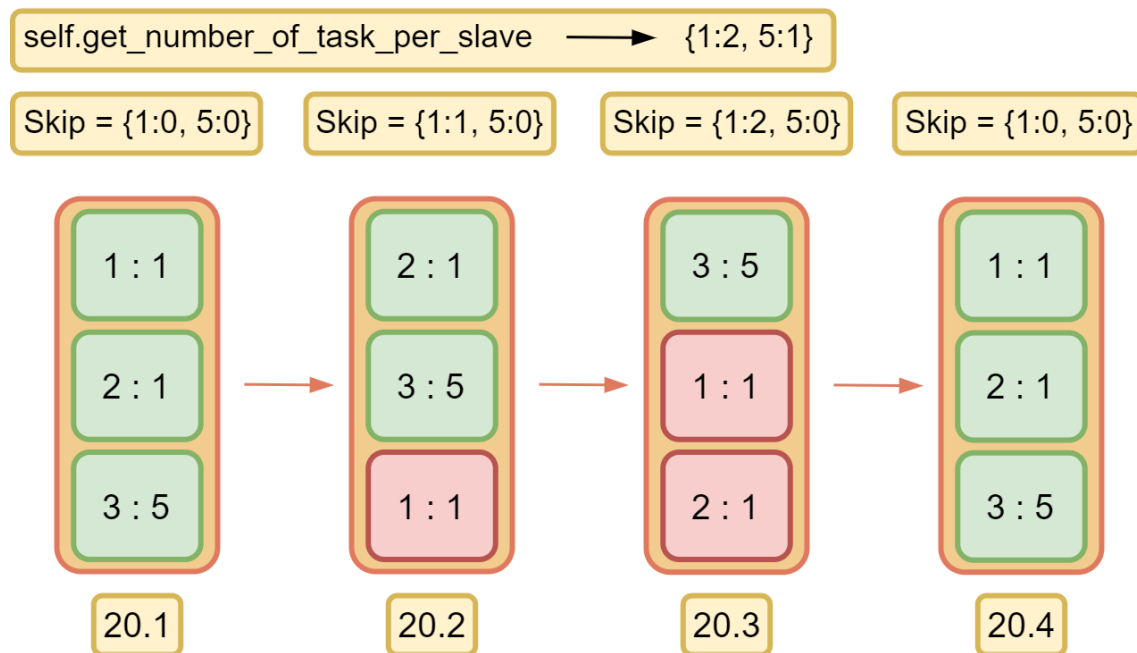 self.get_number_of_task_per_slave {1:2, 5:1}
Skip = {1:0, 5:0} Skip = {1:1, 5:0} Skip = {1:2, 5:0} Skip = {1:0, 5:0}
1 : 1 2 : 1 3 : 5 1 : 1
2 : 1 3 : 5 1 : 1 2 : 1
3 : 5 1 : 1 2 : 1 3 : 5
20.1 20.2 20.3 20.4